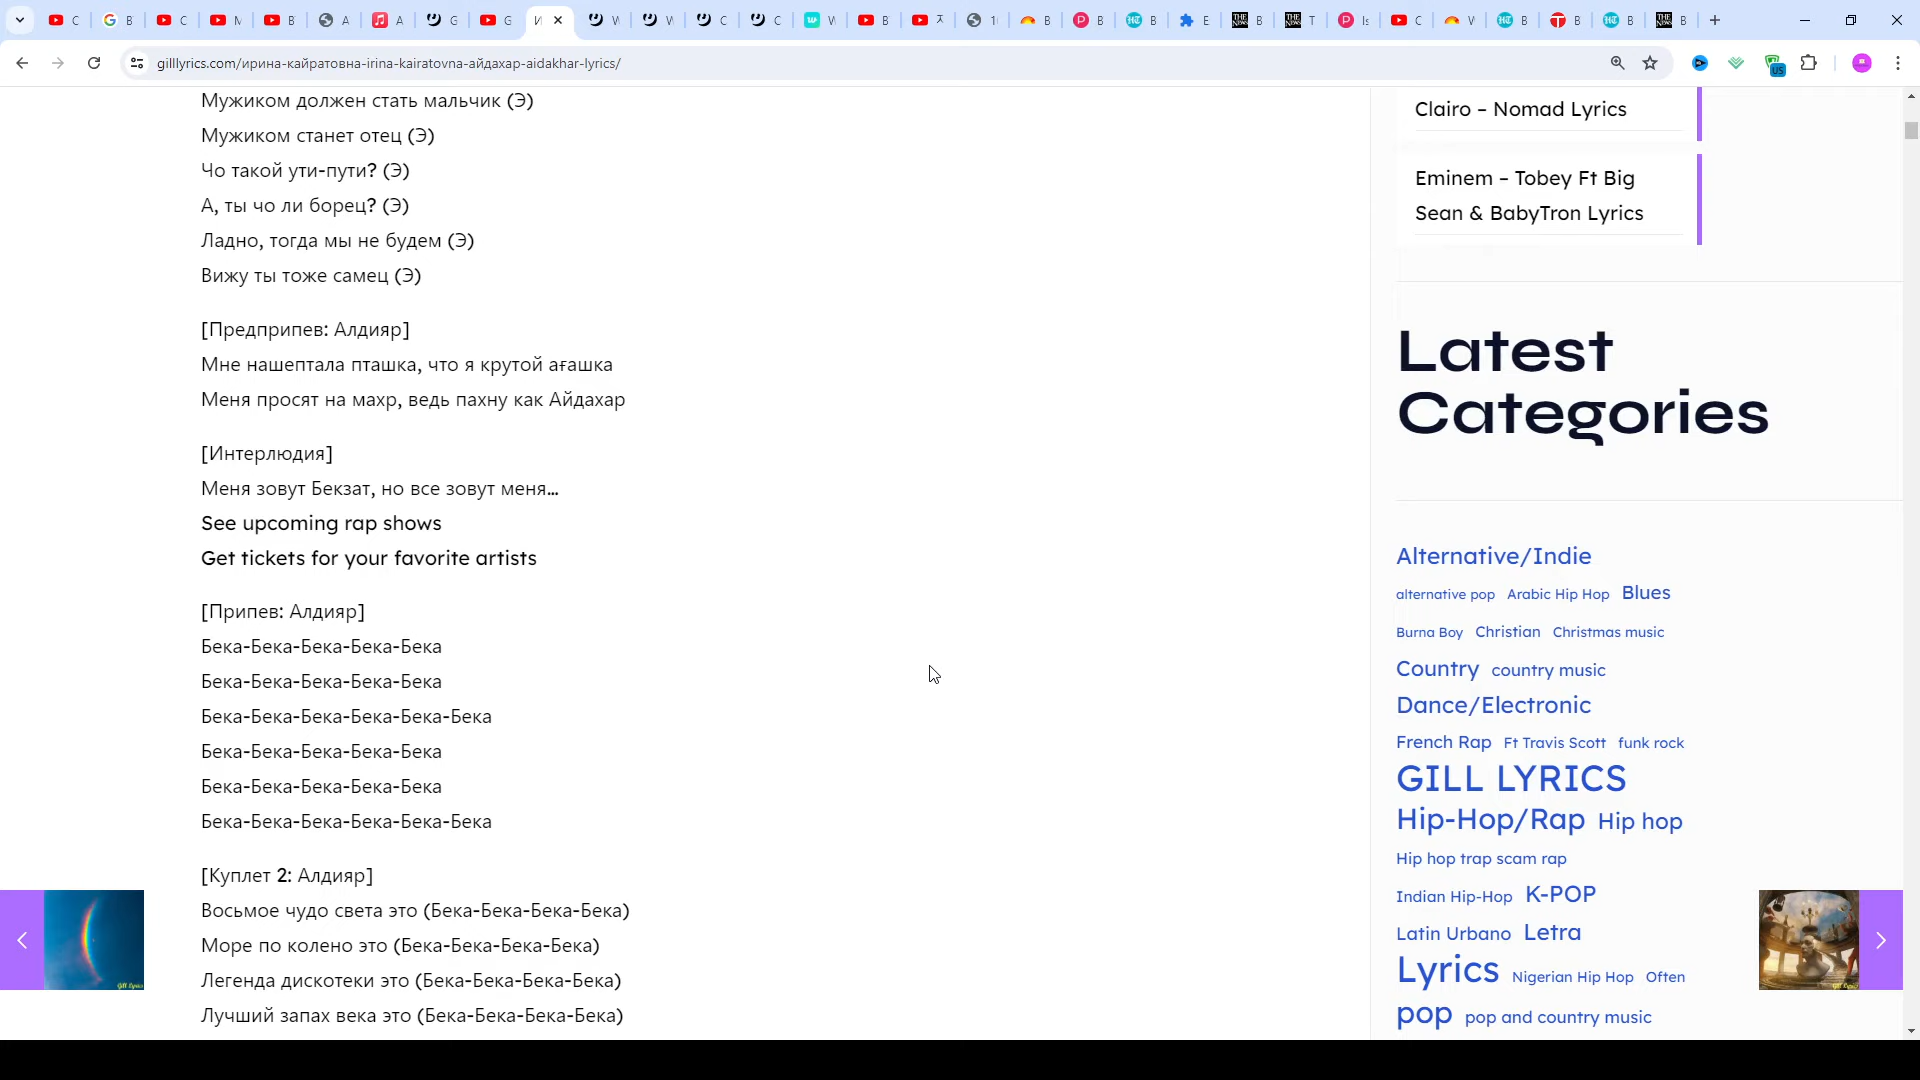 C
B
C
M
B
A
A
G
G
И
W
W
C
C
W
B
ス
1
B
B
B
E
B
T
Is
C
W
B
B
B
B
gilllyrics.com/ирина-кайратовна-irina-kairatovna-айдахар-aidakhar-lyrics/
US
Мужиком должен стать мальчик (Э)
Мужиком станет отец (Э)
Чо такой ути-пути? (Э)
А, ты чо ли борец? (Э)
Ладно, тогда мы не будем (Э)
Вижу ты тоже самец (Э)
[Предприпев: Алдияр]
Мне нашептала пташка, что я крутой ағашка
Меня просят на махр, ведь пахну как Айдахар
[Интерлюдия]
Меня зовут Бекзат, но все зовут меня…
See upcoming rap shows
Get tickets for your favorite artists
[Припев: Алдияр]
Бека-Бека-Бека-Бека-Бека
Бека-Бека-Бека-Бека-Бека
Бека-Бека-Бека-Бека-Бека-Бека
Бека-Бека-Бека-Бека-Бека
Бека-Бека-Бека-Бека-Бека
Бека-Бека-Бека-Бека-Бека-Бека
[Куплет 2: Алдияр]
Восьмое чудо света это (Бека-Бека-Бека-Бека)
Море по колено это (Бека-Бека-Бека-Бека)
Легенда дискотеки это (Бека-Бека-Бека-Бека)
Лучший запах века это (Бека-Бека-Бека-Бека)
Clairo – Nomad Lyrics
Eminem – Tobey Ft Big
Sean & BabyTron Lyrics
Latest
Categories
Alternative/Indie
alternative pop Arabic Hip Hop Blues
Burna Boy Christian Christmas music
Country country music
Dance/Electronic
French Rap Ft Travis Scott funk rock
GILL LYRICS
Hip-Hop/Rap Hip hop
Hip hop trap scam rap
Indian Hip-Hop K-POP
Latin Urbano Letra
Lyrics Nigerian Hip Hop Often
pop pop and country music